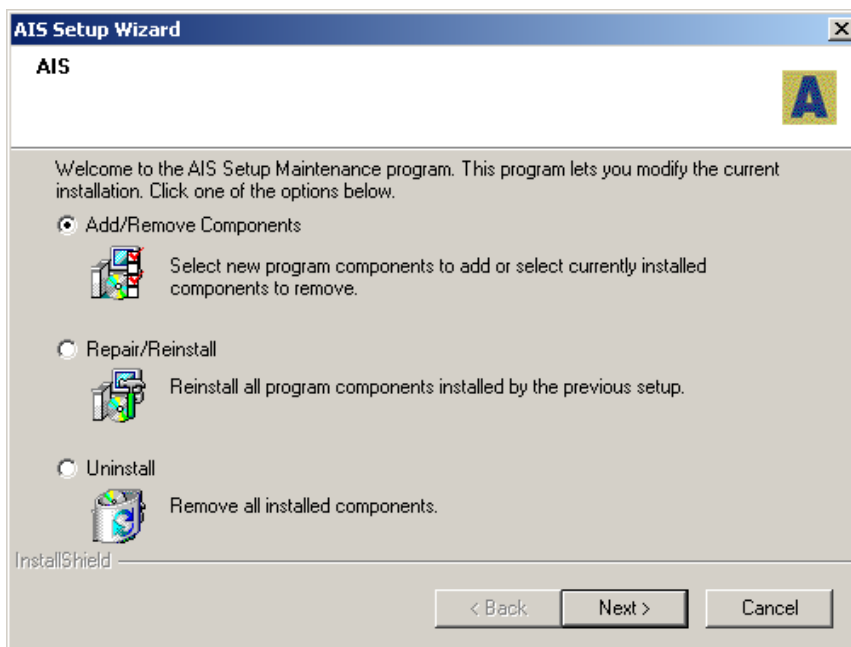 AIS Setup Wizard
AIS
A
Welcome to the AIS Setup Maintenance program. This program lets you modify the current
installation. Click one of the options below.
Add/Remove Components
Select new program components to add or select currently installed
components to remove.
Repair/Reinstall
Reinstall all program components installed by the previous setup.
Uninstall
Remove all installed components.
InstallShield
< Back Next > Cancel